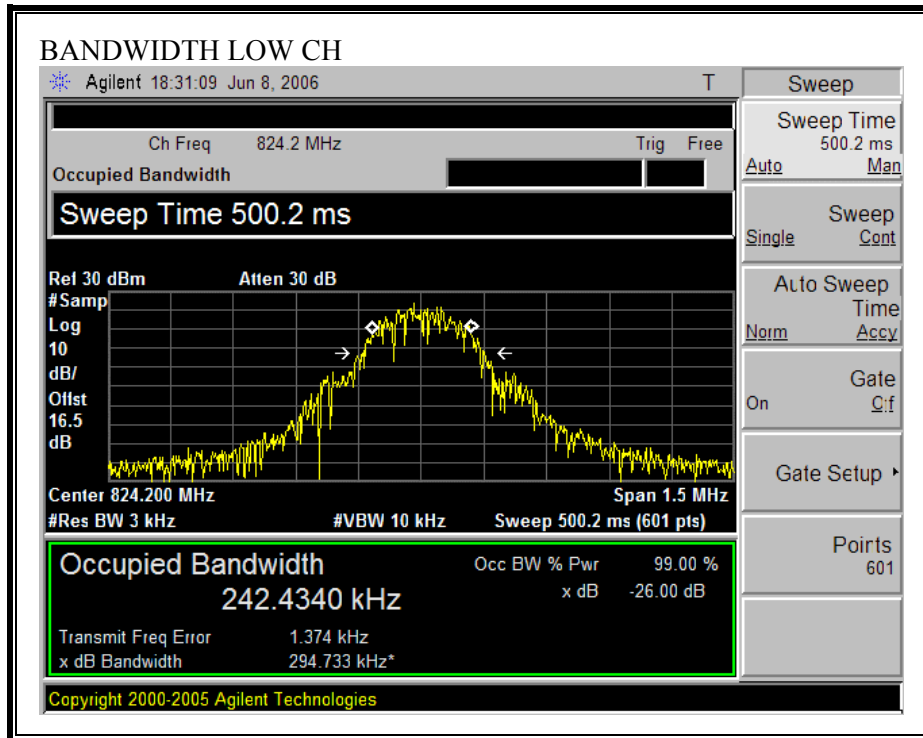 BANDWIDTH LOW CH
Agilent 18:31:09 Jun 8, 2006 T
Sweep
Ch Freq 824.2 MHz Trig Free
Occupied Bandwidth
Sweep Time 500.2 ms
Ref 30 dBm Atten 30 dB
#Samp
Log
10
dB/
Offst
16.5
dB
Center 824.200 MHz Span 1.5 MHz
#Res BW 3 kHz #VBW 10 kHz Sweep 500.2 ms (601 pts)
Occupied Bandwidth Occ BW % Pwr 99.00 %
242.4340 kHz x dB -26.00 dB
Transmit Freq Error 1.374 kHz
x dB Bandwidth 294.733 kHz*
Copyright 2000-2005 Agilent Technologies
Sweep Time
500.2 ms
Auto Man
Sweep
Single Cont
Auto Sweep
Time
Norm Accy
Gate
On Off
Gate Setup
Points
601